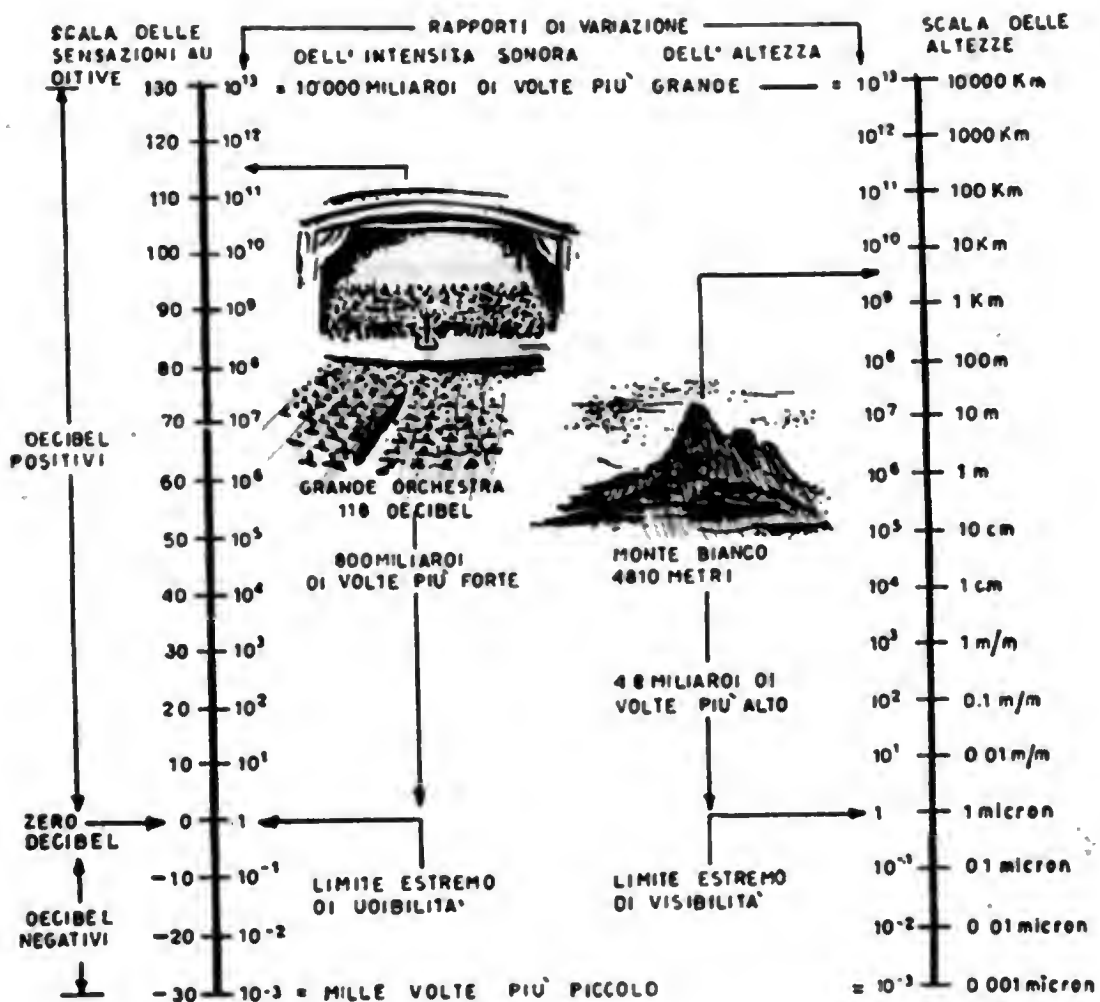 SCALA DELLE
SENSAZIONI AU
DITIVE
RAPPORTI DI VARIAZIONE
DELL' INTENSITA SONORA
DELL' ALTEZZA
SCALA DELLE
ALTEZZE
130 10¹³ = 10'000 MILIARDI DI VOLTE PIÙ GRANDE = 10¹³ 10000 Km
120 10¹² 10¹² 1000 Km
110 10¹¹ 10¹¹ 100 Km
100 10¹⁰ 10¹⁰ 10 Km
90 10⁹ 10⁹ 1 Km
80 10⁸ 10⁸ 100 m
70 10⁷ 10⁷ 10 m
60 10⁶ 10⁶ 1 m
50 10⁵ 10⁵ 10 cm
40 10⁴ 10⁴ 1 cm
30 10³ 10³ 1 m/m
20 10² 10² 0.1 m/m
10 10¹ 10¹ 0 01 m/m
0 1 1 1 micron
-10 10⁻¹ 10⁻¹ 0 1 micron
-20 10⁻² 10⁻² 0 01 micron
-30 10⁻³ = MILLE VOLTE PIÙ PICCOLO = 10⁻³ 0 001 micron
DECIBEL
POSITIVI
ZERO
DECIBEL
DECIBEL
NEGATIVI
GRANDE ORCHESTRA
118 DECIBEL
800 MILIARDI
DI VOLTE PIÙ FORTE
LIMITE ESTREMO
DI UDIBILITA'
MONTE BIANCO
4810 METRI
4 8 MILIARDI DI
VOLTE PIÙ ALTO
LIMITE ESTREMO
DI VISIBILITÀ